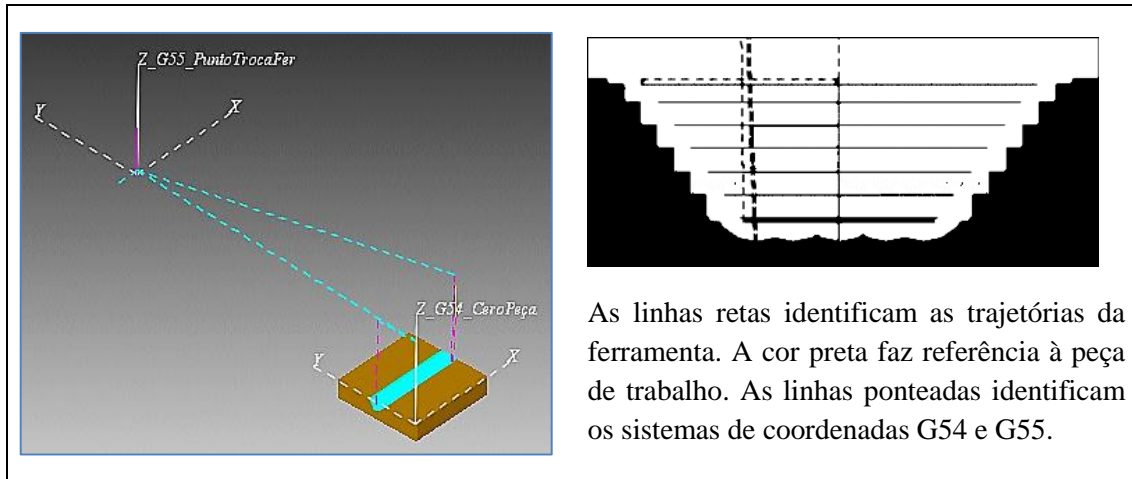 Z_G55_PuntoTrocaFer
Y
X
Z_G54_CeroPeça
Y
X
As linhas retas identificam as trajetórias da
ferramenta. A cor preta faz referência à peça
de trabalho. As linhas ponteadas identificam
os sistemas de coordenadas G54 e G55.